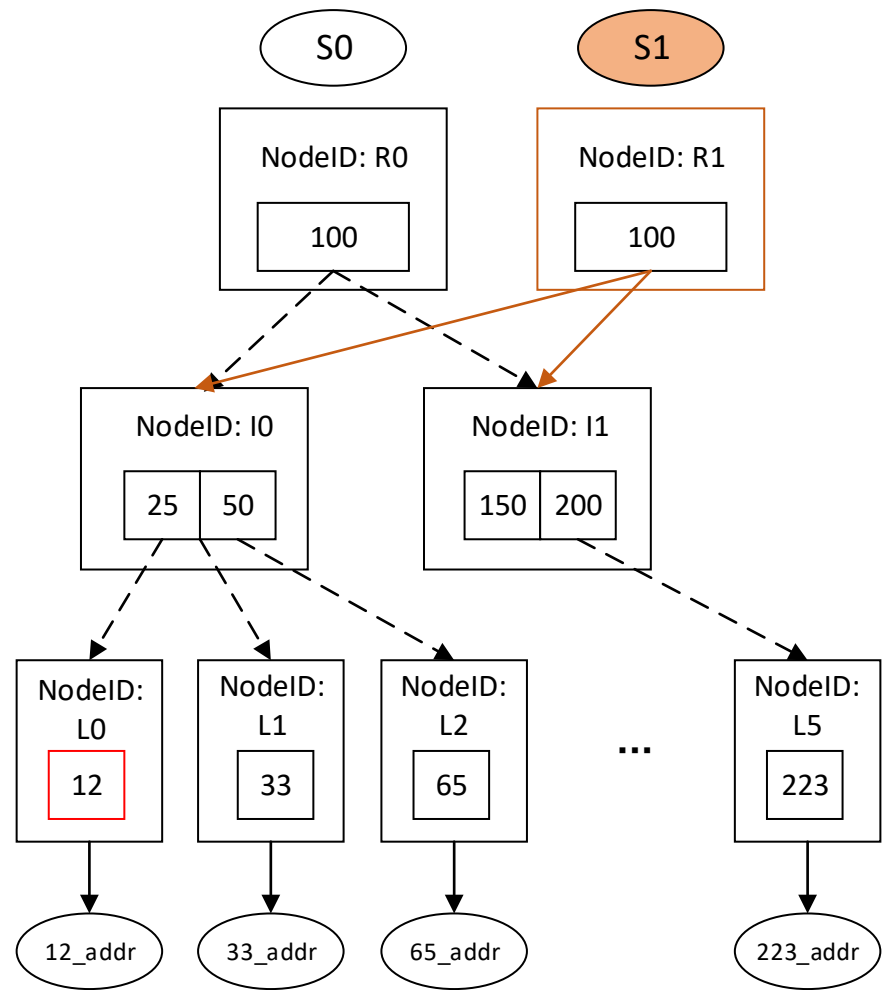 S0
S1
NodeID: R0
NodeID: R1
100
100
NodeID: I0
NodeID: I1
25
50
150
200
NodeID:
L0
NodeID:
L1
NodeID:
L2
NodeID:
L5
12
33
65
...
223
12_addr
33_addr
65_addr
223_addr